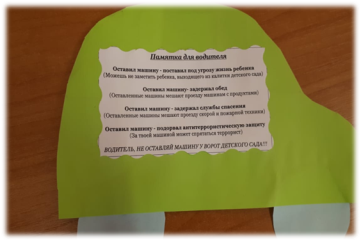 Памятка для водителя
Оставил машину - поставил под угрозу жизнь ребенка
(Можешь не заметить ребенка, выходящего из калитки детского сада)
Оставил машину- задержал обед
(Оставленные машины мешают проезду машинам с продуктами)
Оставил машину - задержал службы спасения
(Оставленные машины мешают проезду скорой и пожарной техники)
Оставил машину - подорвал антитеррористическую защиту
(За твоей машиной может спрятаться террорист)
ВОДИТЕЛЬ, НЕ ОСТАВЛЯЙ МАШИНУ У ВОРОТ ДЕТСКОГО САДА!!!